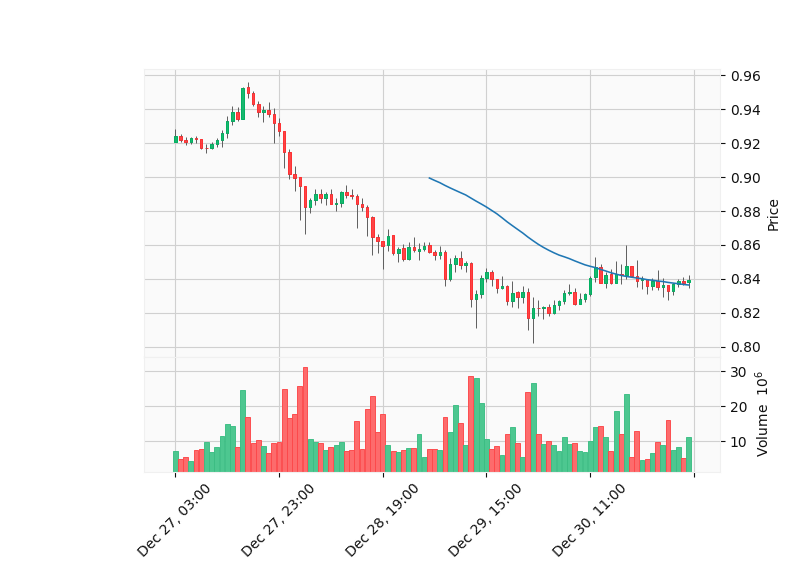 0.96
0.94
0.92
0.90
0.88
0.86
0.84
0.82
0.80
Price
30
20
10
Volume 10⁶
Dec 27, 03:00
Dec 27, 23:00
Dec 28, 19:00
Dec 29, 15:00
Dec 30, 11:00